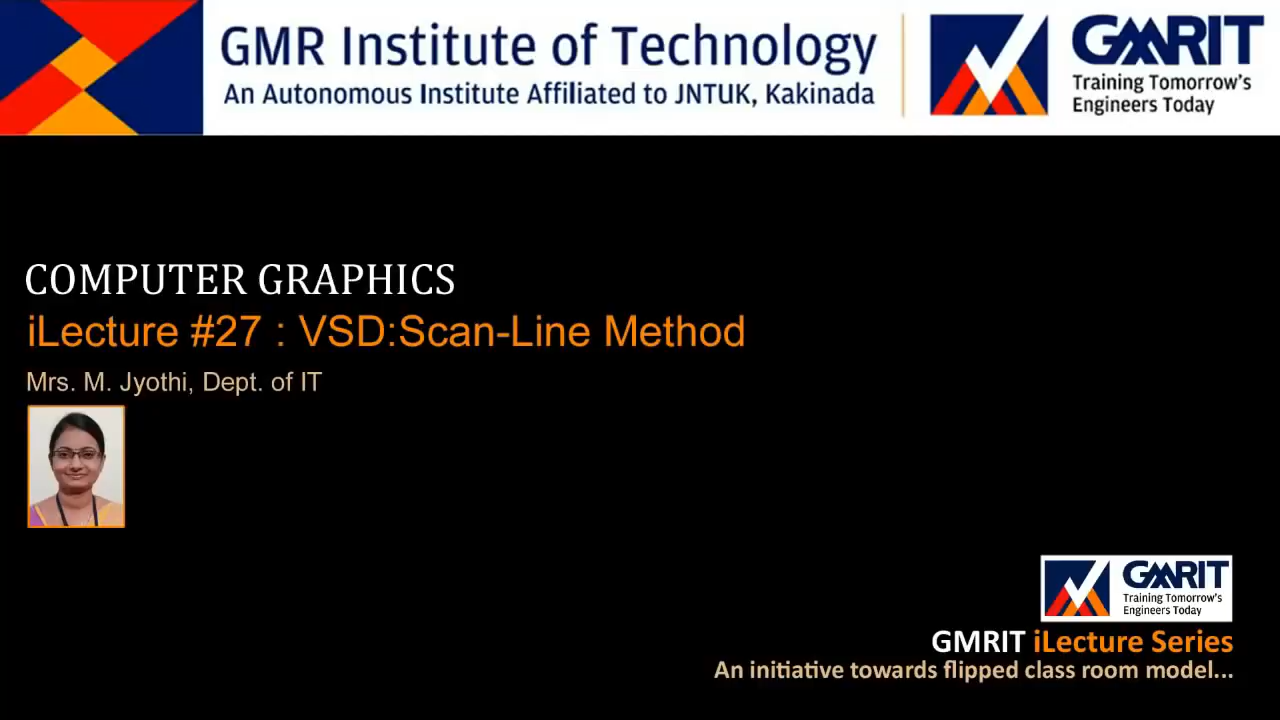 GMR Institute of Technology
An Autonomous Institute Affiliated to JNTUK, Kakinada
GMRIT
Training Tomorrow's
Engineers Today
COMPUTER GRAPHICS
iLecture #27 : VSD:Scan-Line Method
Mrs. M. Jyothi, Dept. of IT
GMRIT
Training Tomorrow's
Engineers Today
GMRIT iLecture Series
An initiative towards flipped class room model...